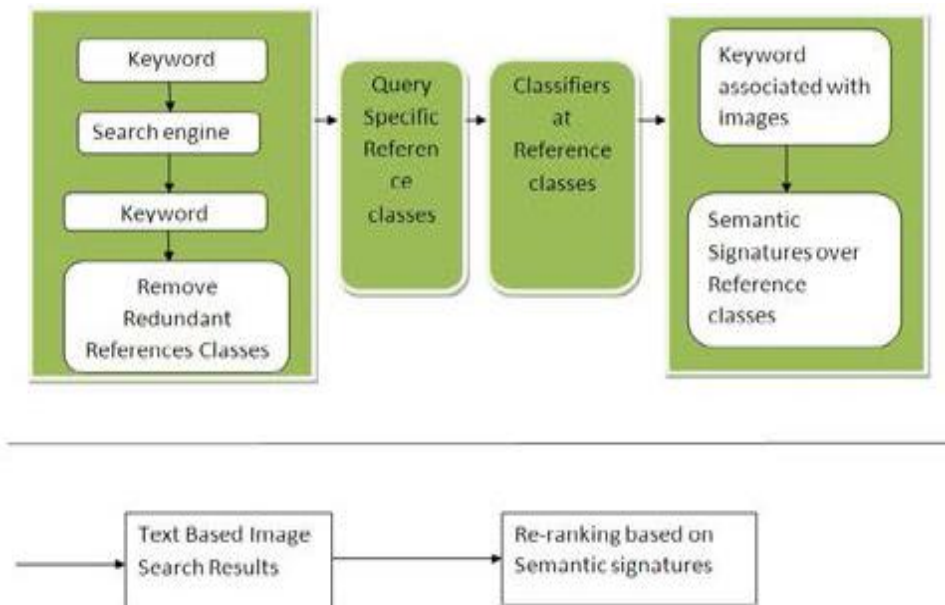 Keyword
Search engine
Keyword
Remove
Redundant
References Classes
Query
Specific
Referen
ce
classes
Classifiers
at
Reference
classes
Keyword
associated with
images
Semantic
Signatures over
Reference
classes
Text Based Image
Search Results
Re-ranking based on
Semantic signatures